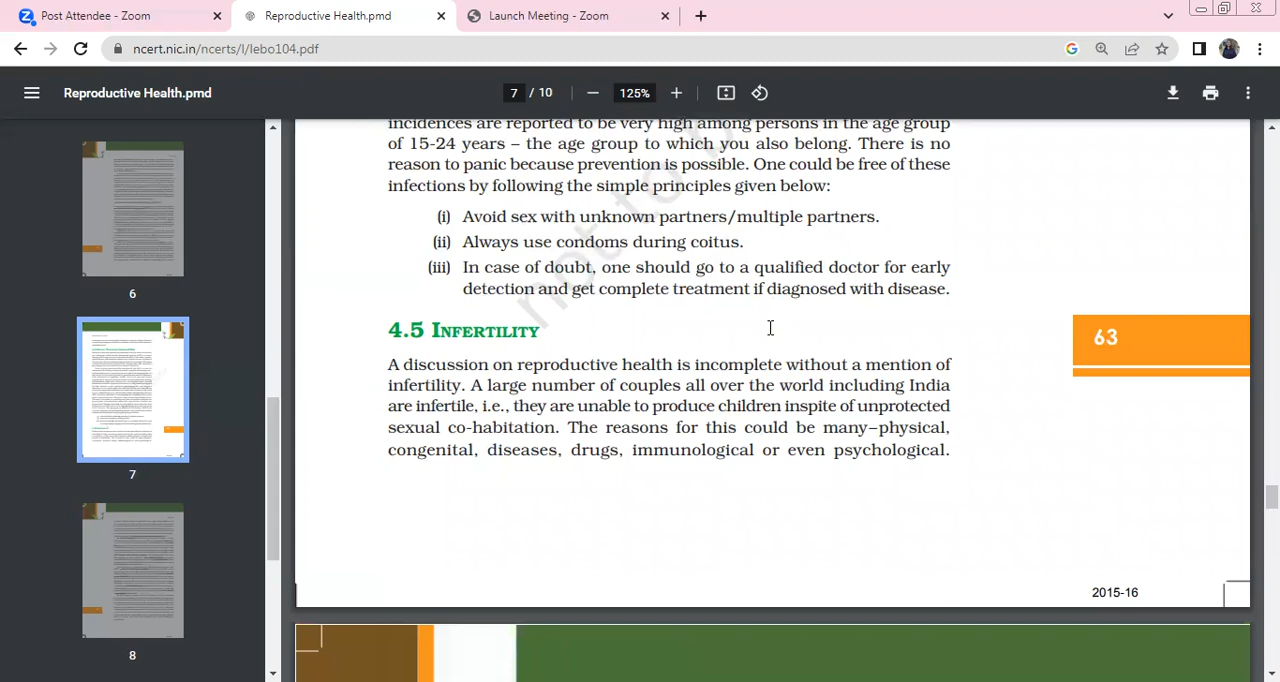 Post Attendee - Zoom
Reproductive Health.pmd
Launch Meeting - Zoom
ncert.nic.in/ncerts/l/lebo104.pdf
Reproductive Health.pmd
7 / 10
125%
incidences are reported to be very high among persons in the age group
of 15-24 years – the age group to which you also belong. There is no
reason to panic because prevention is possible. One could be free of these
infections by following the simple principles given below:
(i) Avoid sex with unknown partners/multiple partners.
(ii) Always use condoms during coitus.
(iii) In case of doubt, one should go to a qualified doctor for early
detection and get complete treatment if diagnosed with disease.
4.5 INFERTILITY
63
A discussion on reproductive health is incomplete without a mention of
infertility. A large number of couples all over the world including India
are infertile, i.e., they are unable to produce children inspite of unprotected
sexual co-habitation. The reasons for this could be many–physical,
congenital, diseases, drugs, immunological or even psychological.
2015-16
6
7
8
not to